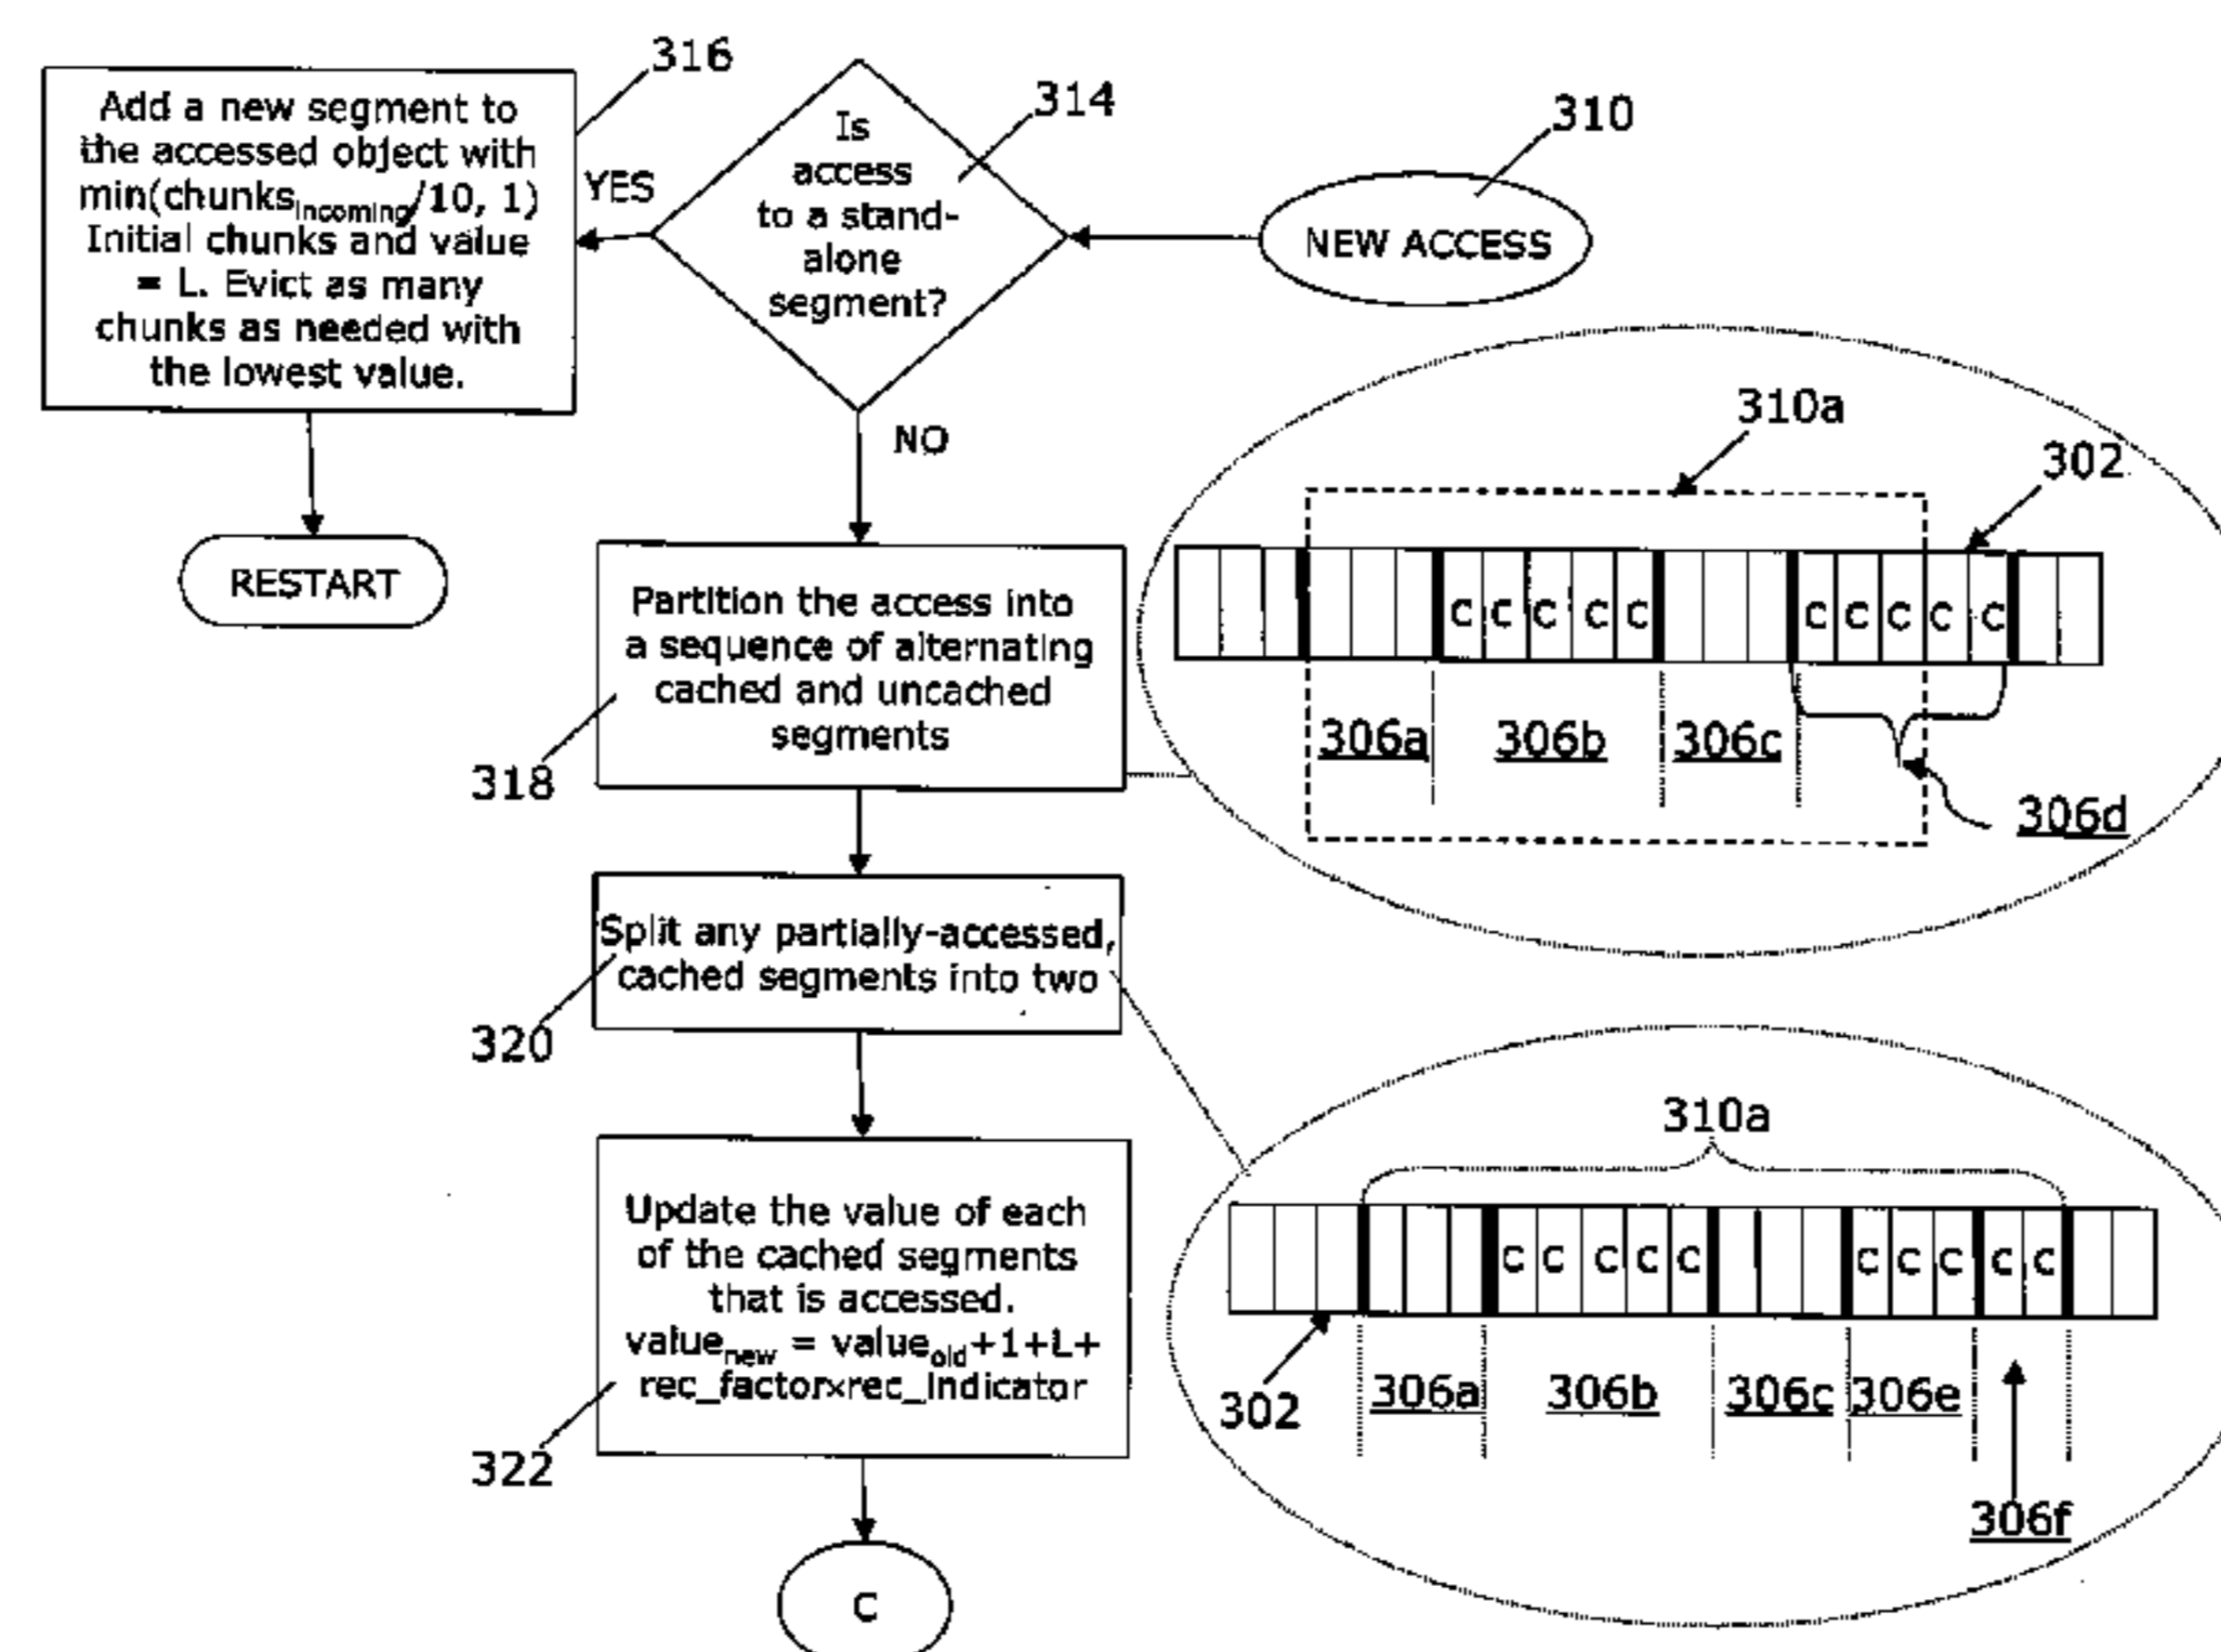 316
Add a new segment to
the accessed object with
min(chunksIncoming/10, 1)
Initial chunks and value
= L. Evict as many
chunks as needed with
the lowest value.
YES
Is
access
to a stand-
alone
segment?
314
310
NEW ACCESS
NO
RESTART
310a
302
Partition the access into
a sequence of alternating
cached and uncached
segments
318
C C C C C C C C C C
306a 306b 306c
306d
Split any partially-accessed,
cached segments into two
320
310a
Update the value of each
of the cached segments
that is accessed.
valuenew = valueold+1+L+
rec_factor×rec_Indicator
322
C C C C C C C C C C
302
306a 306b 306c 306e
306f
C